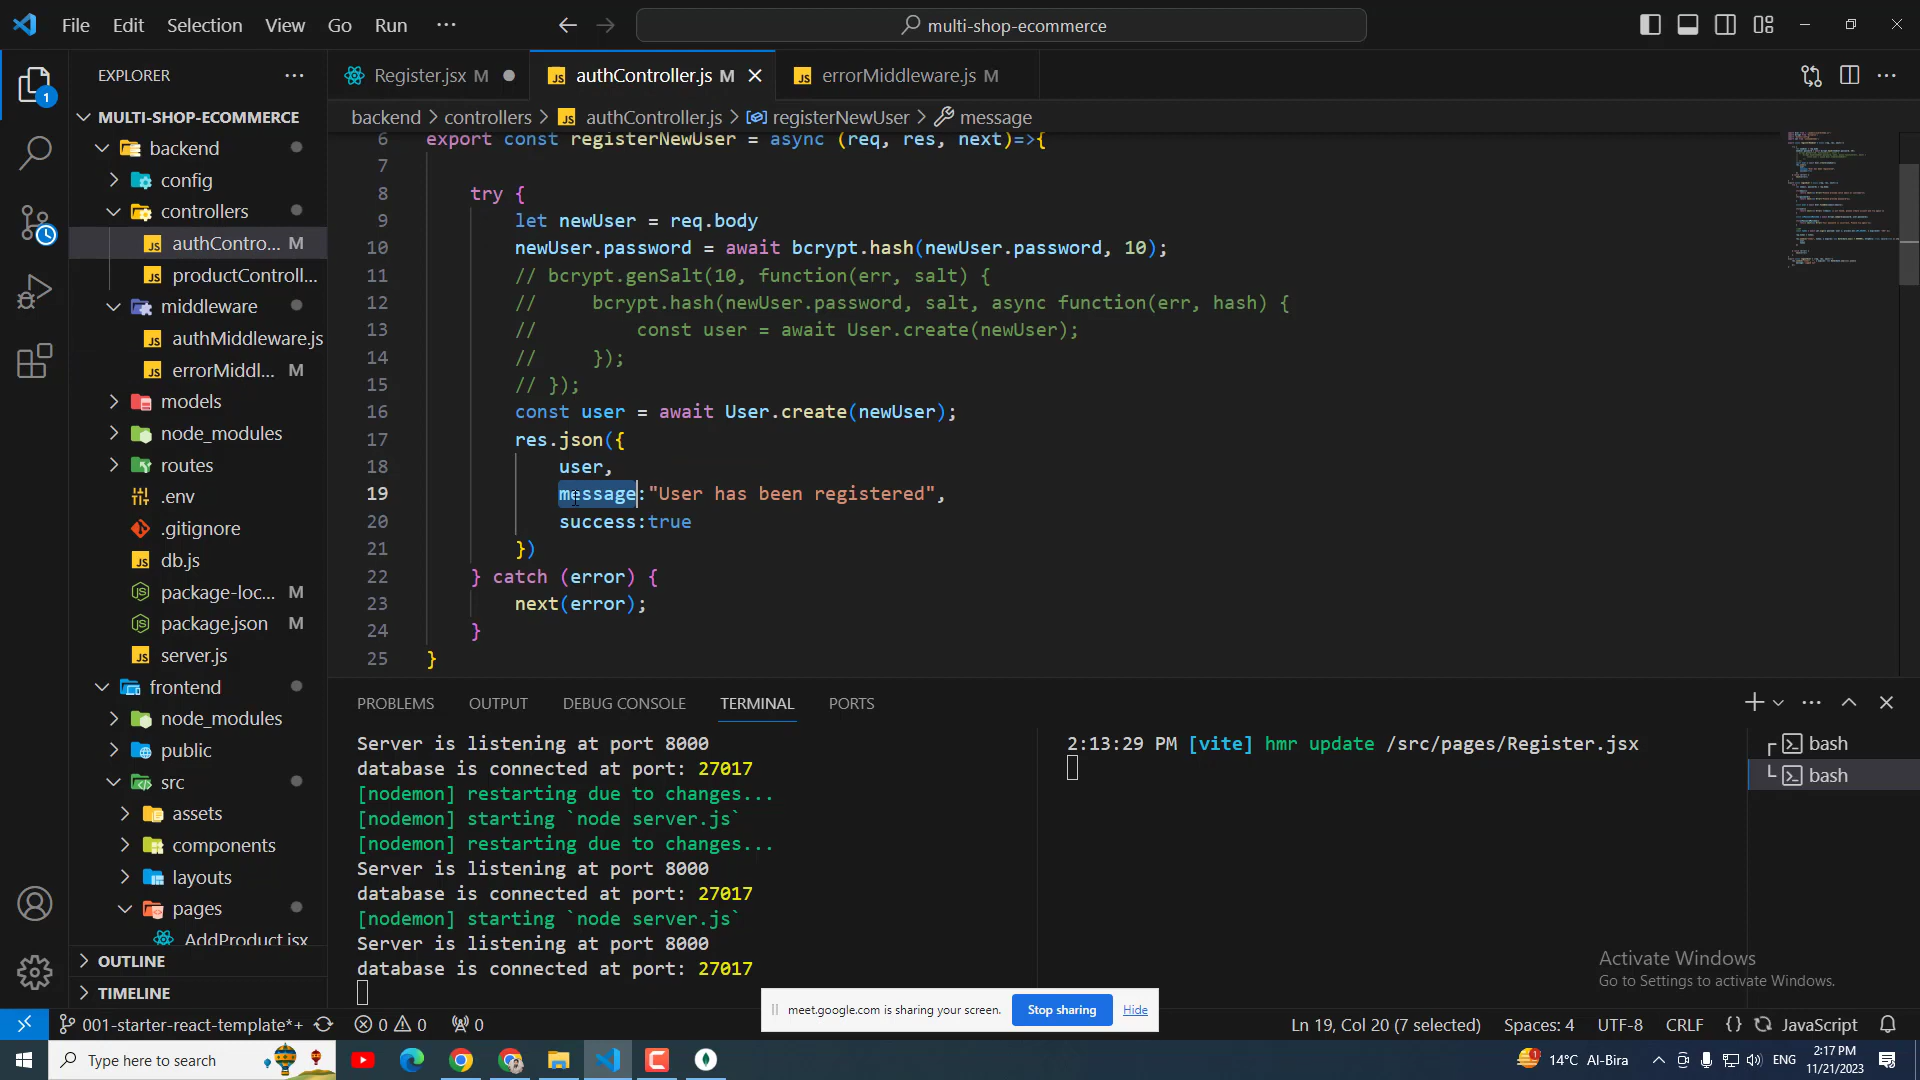 File Edit Selection View Go Run ···
multi-shop-ecommerce
EXPLORER
Register.jsx M
authController.js M
errorMiddleware.js M
MULTI-SHOP-ECOMMERCE
backend > controllers > authController.js > registerNewUser > message
backend
config
controllers
authContro... M
productControll...
middleware
authMiddleware.js
errorMiddl... M
models
node_modules
routes
.env
.gitignore
db.js
package-loc... M
package.json M
server.js
frontend
node_modules
public
src
assets
components
layouts
pages
AddProduct.jsx
OUTLINE
TIMELINE
1
6 export const registerNewUser = async (req, res, next)=>{
7
8 try {
9 let newUser = req.body
10 newUser.password = await bcrypt.hash(newUser.password, 10);
11 // bcrypt.genSalt(10, function(err, salt) {
12 // bcrypt.hash(newUser.password, salt, async function(err, hash) {
13 // const user = await User.create(newUser);
14 // });
15 // });
16 const user = await User.create(newUser);
17 res.json({
18 user,
19 message:"User has been registered",
20 success:true
21 })
22 } catch (error) {
23 next(error);
24 }
25 }
PROBLEMS OUTPUT DEBUG CONSOLE TERMINAL PORTS
Server is listening at port 8000
database is connected at port: 27017
[nodemon] restarting due to changes...
[nodemon] starting `node server.js`
[nodemon] restarting due to changes...
Server is listening at port 8000
database is connected at port: 27017
[nodemon] starting `node server.js`
Server is listening at port 8000
database is connected at port: 27017
2:13:29 PM [vite] hmr update /src/pages/Register.jsx
bash
bash
Activate Windows
Go to Settings to activate Windows.
meet.google.com is sharing your screen. Stop sharing Hide
001-starter-react-template*+ 0 0 0 Ln 19, Col 20 (7 selected) Spaces: 4 UTF-8 CRLF {} JavaScript
Type here to search
14°C Al-Bira ENG
2:17 PM
11/21/2023